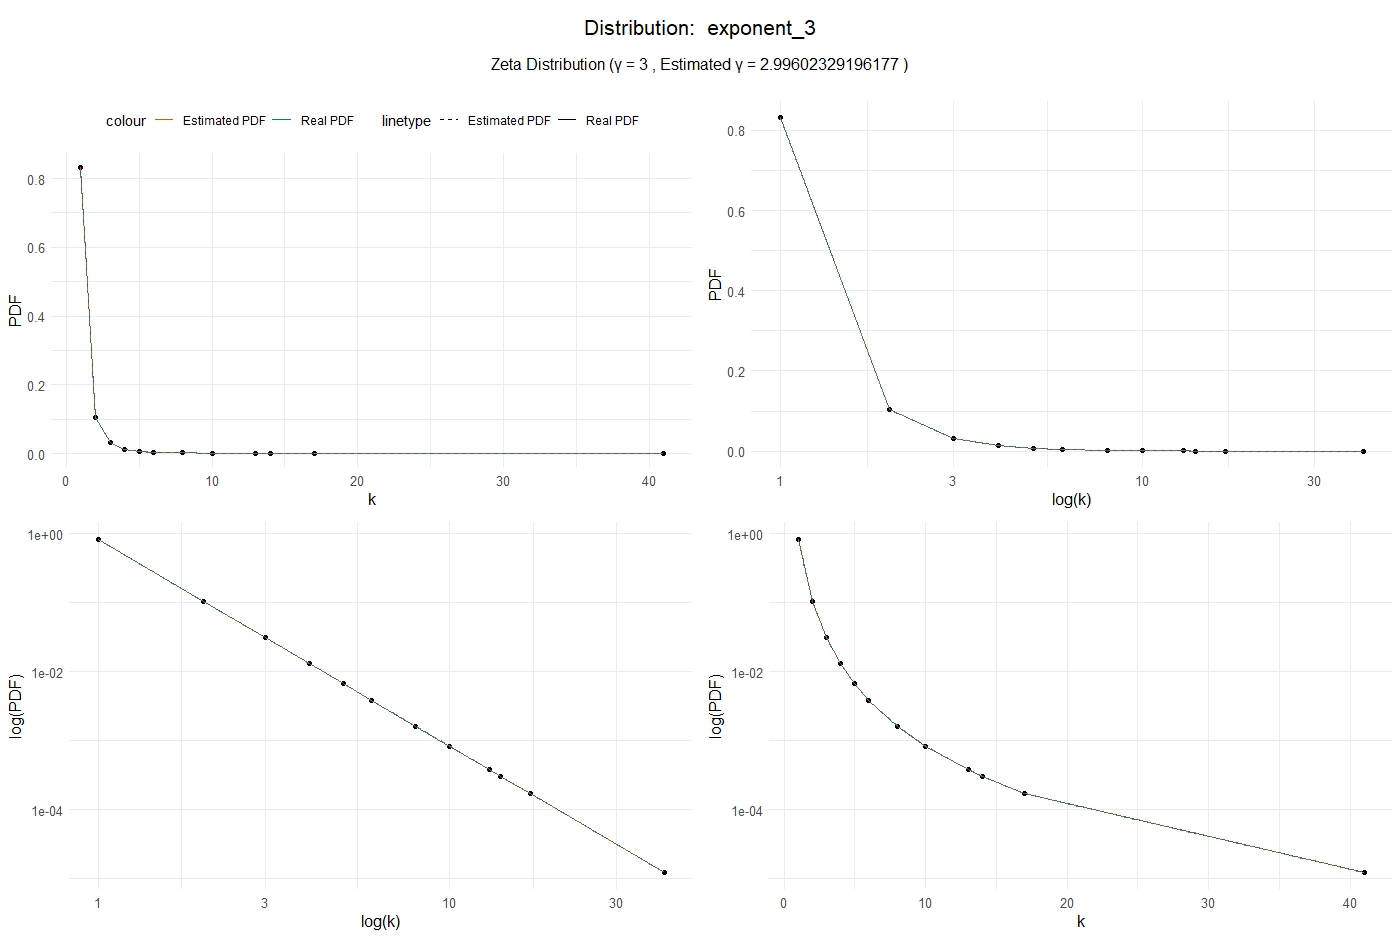 Distribution:  exponent_3
Zeta Distribution (γ = 3 , Estimated γ = 2.99602329196177 )
colour Estimated PDF Real PDF linetype Estimated PDF Real PDF
0.8
0.6
0.4
0.2
0.0
PDF
0 10 20 30 40
k
0.8
0.6
0.4
0.2
0.0
PDF
1 3 10 30
log(k)
1e+00
1e-02
1e-04
log(PDF)
1 3 10 30
log(k)
1e+00
1e-02
1e-04
log(PDF)
0 10 20 30 40
k